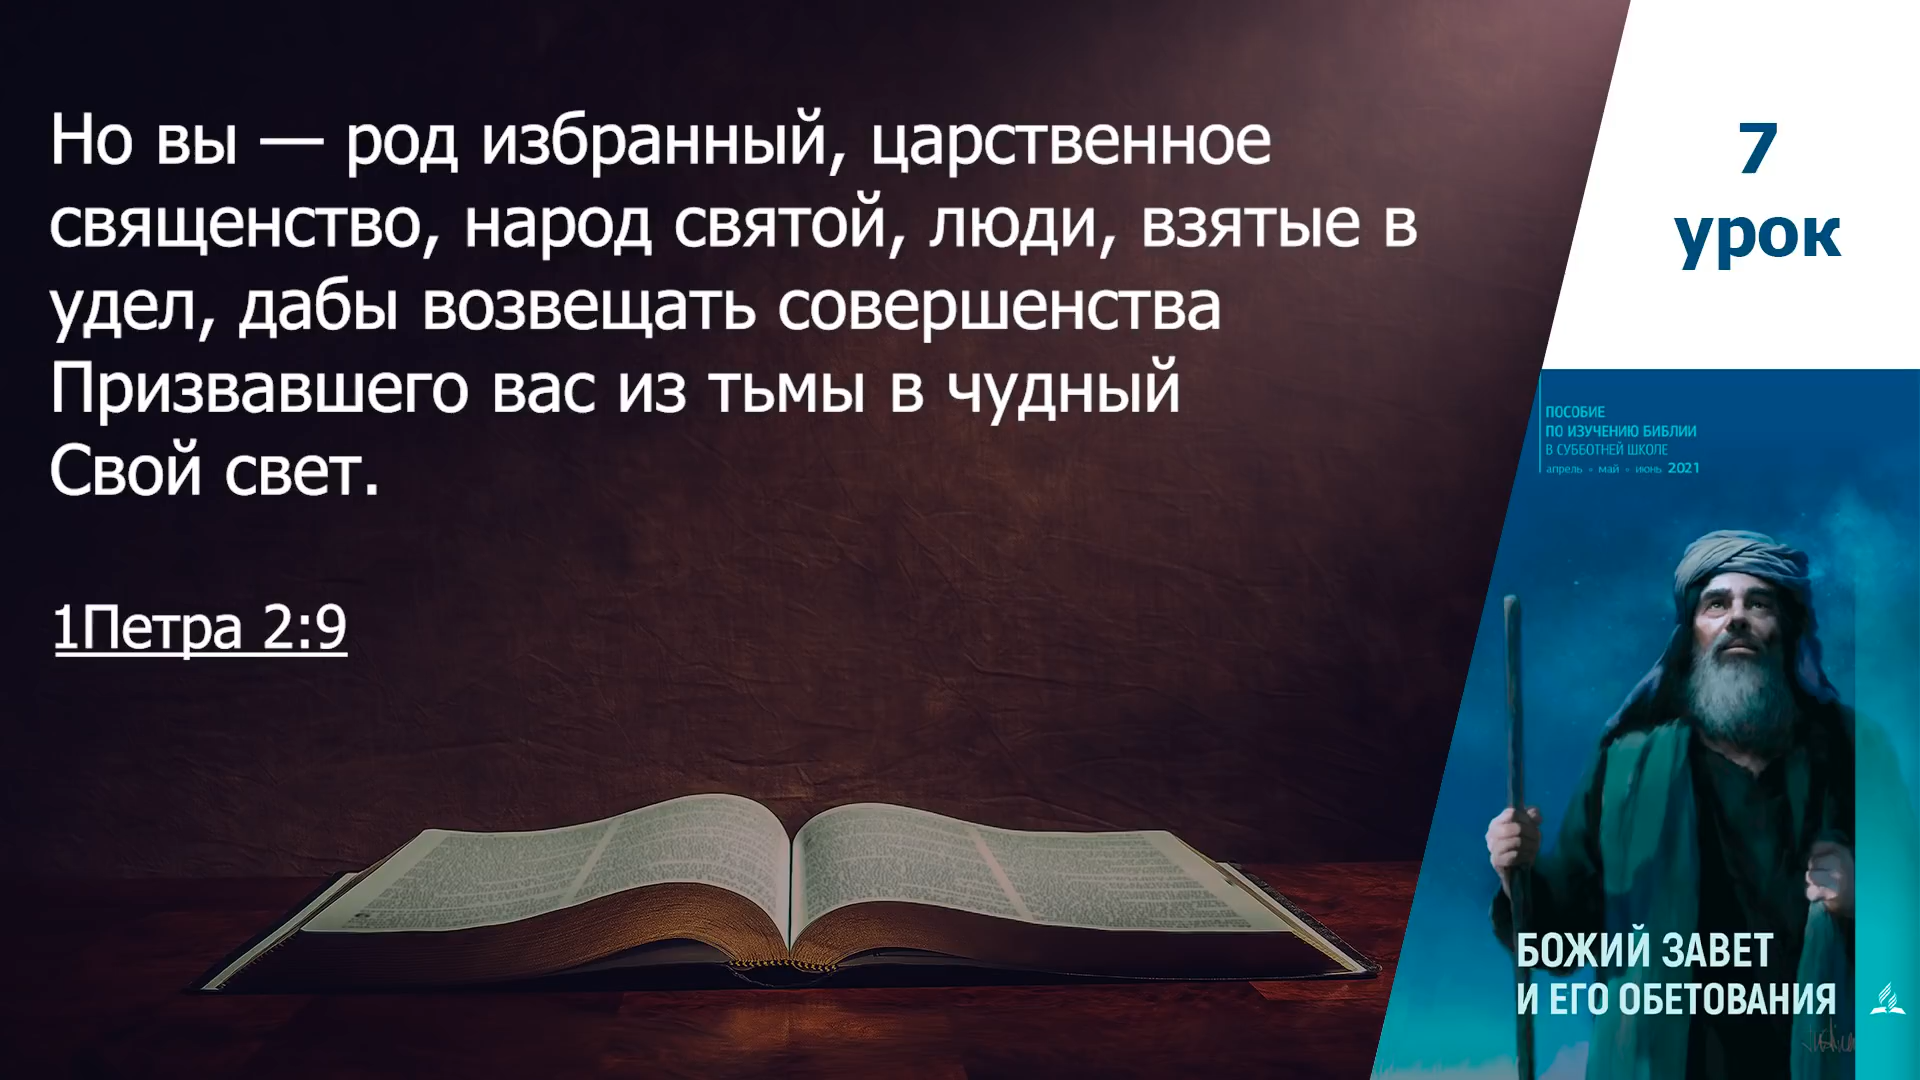 Но вы — род избранный, царственное
священство, народ святой, люди, взятые в
удел, дабы возвещать совершенства
Призвавшего вас из тьмы в чудный
Свой свет.
1Петра 2:9
7
урок
ПОСОБИЕ
ПО ИЗУЧЕНИЮ БИБЛИИ
В СУББОТНЕЙ ШКОЛЕ
апрель • май • июнь 2021
БОЖИЙ ЗАВЕТ
И ЕГО ОБЕТОВАНИЯ